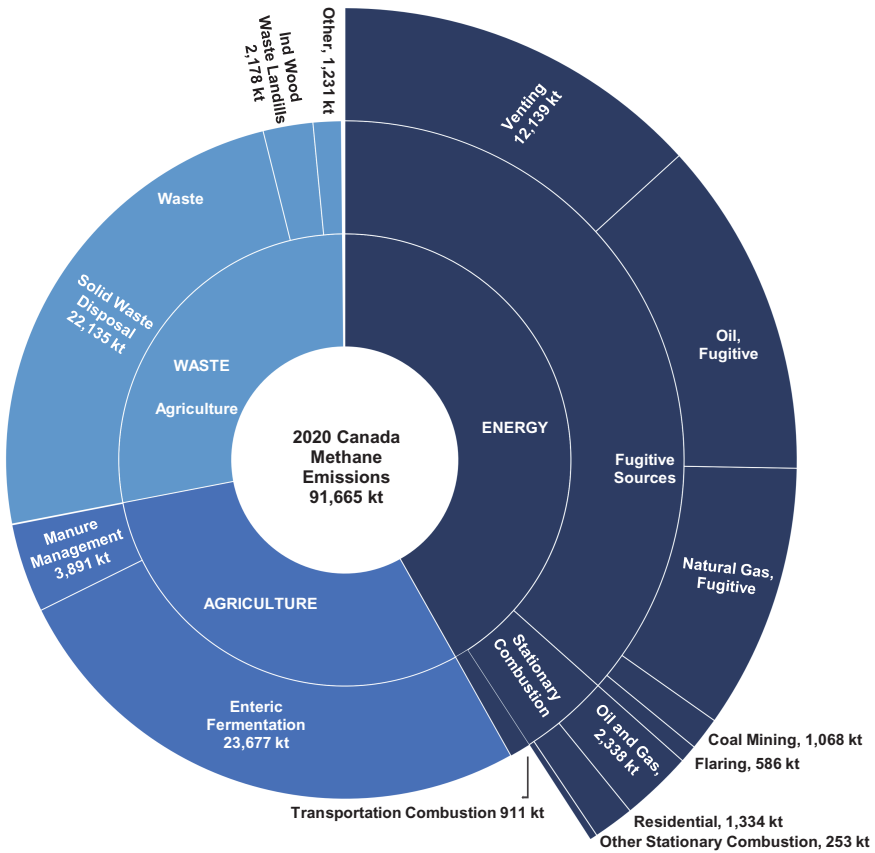 2020 Canada
Methane
Emissions
91,665 kt
ENERGY
Fugitive
Sources
Venting
12,139 kt
Oil,
Fugitive
Natural Gas,
Fugitive
Coal Mining, 1,068 kt
Flaring, 586 kt
Stationary
Combustion
Oil and Gas,
2,338 kt
Residential, 1,334 kt
Other Stationary Combustion, 253 kt
Transportation Combustion 911 kt
AGRICULTURE
Enteric
Fermentation
23,677 kt
Manure
Management
3,891 kt
WASTE
Agriculture
Waste
Solid Waste
Disposal
22,135 kt
Ind Wood
Waste Landills
2,178 kt
Other, 1,231 kt